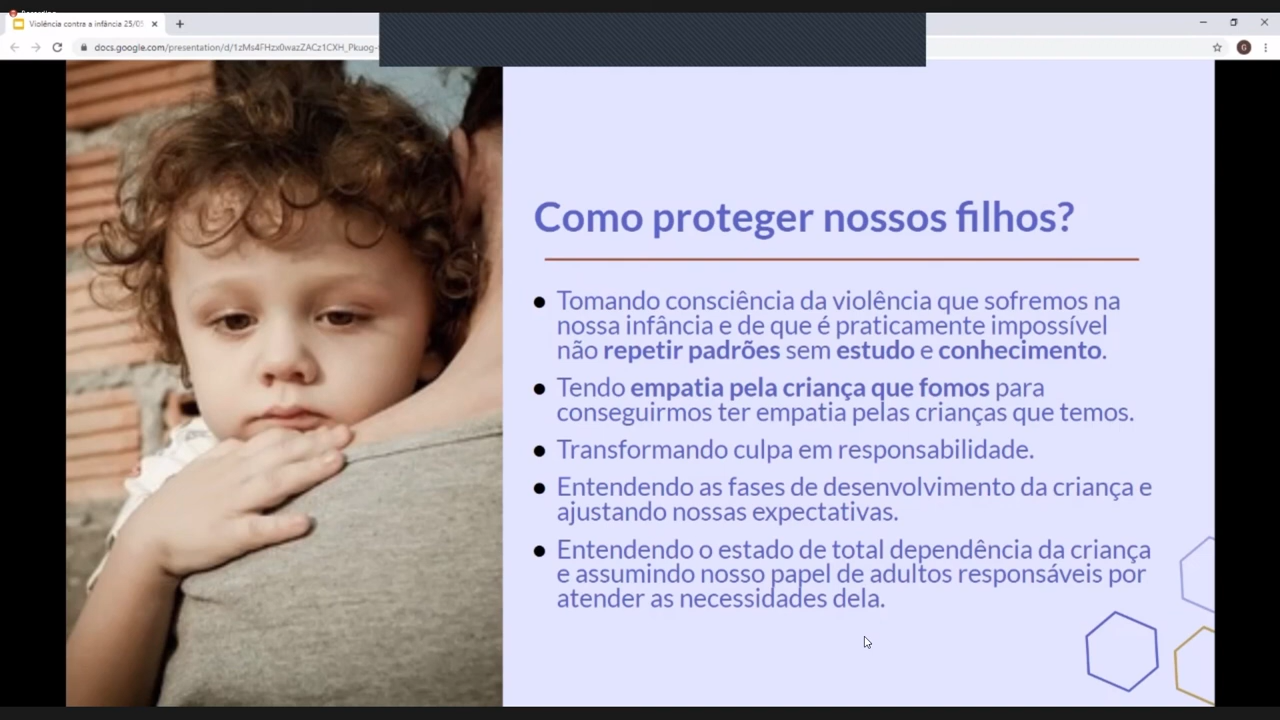 Violência contra a infância 25/05
docs.google.com/presentation/d/
Como proteger nossos filhos?
Tomando consciência da violência que sofremos na
nossa infância e de que é praticamente impossível
não repetir padrões sem estudo e conhecimento.
Tendo empatia pela criança que fomos para
conseguirmos ter empatia pelas crianças que temos.
Transformando culpa em responsabilidade.
Entendendo as fases de desenvolvimento da criança e
ajustando nossas expectativas.
Entendendo o estado de total dependência da criança
e assumindo nosso papel de adultos responsáveis por
atender as necessidades dela.